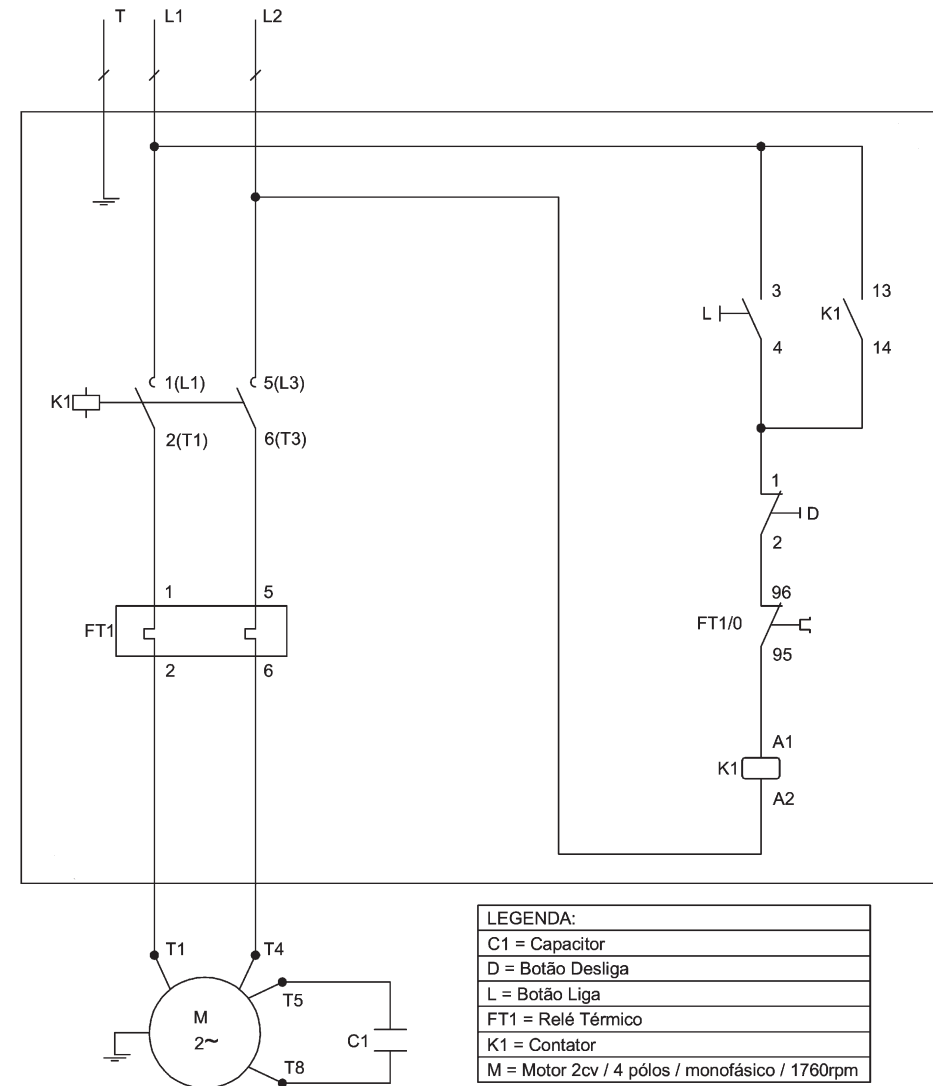 T L1 L2
3 13
L K1
4 14
K1 1(L1) 5(L3)
2(T1) 6(T3)
1
D
2
1 5
96
FT1 FT1/0
2 6
95
A1
K1
A2
T1 T4
T5
M
2~
C1
T8
LEGENDA:
C1 = Capacitor
D = Botão Desliga
L = Botão Liga
FT1 = Relé Térmico
K1 = Contator
M = Motor 2cv / 4 pólos / monofásico / 1760rpm